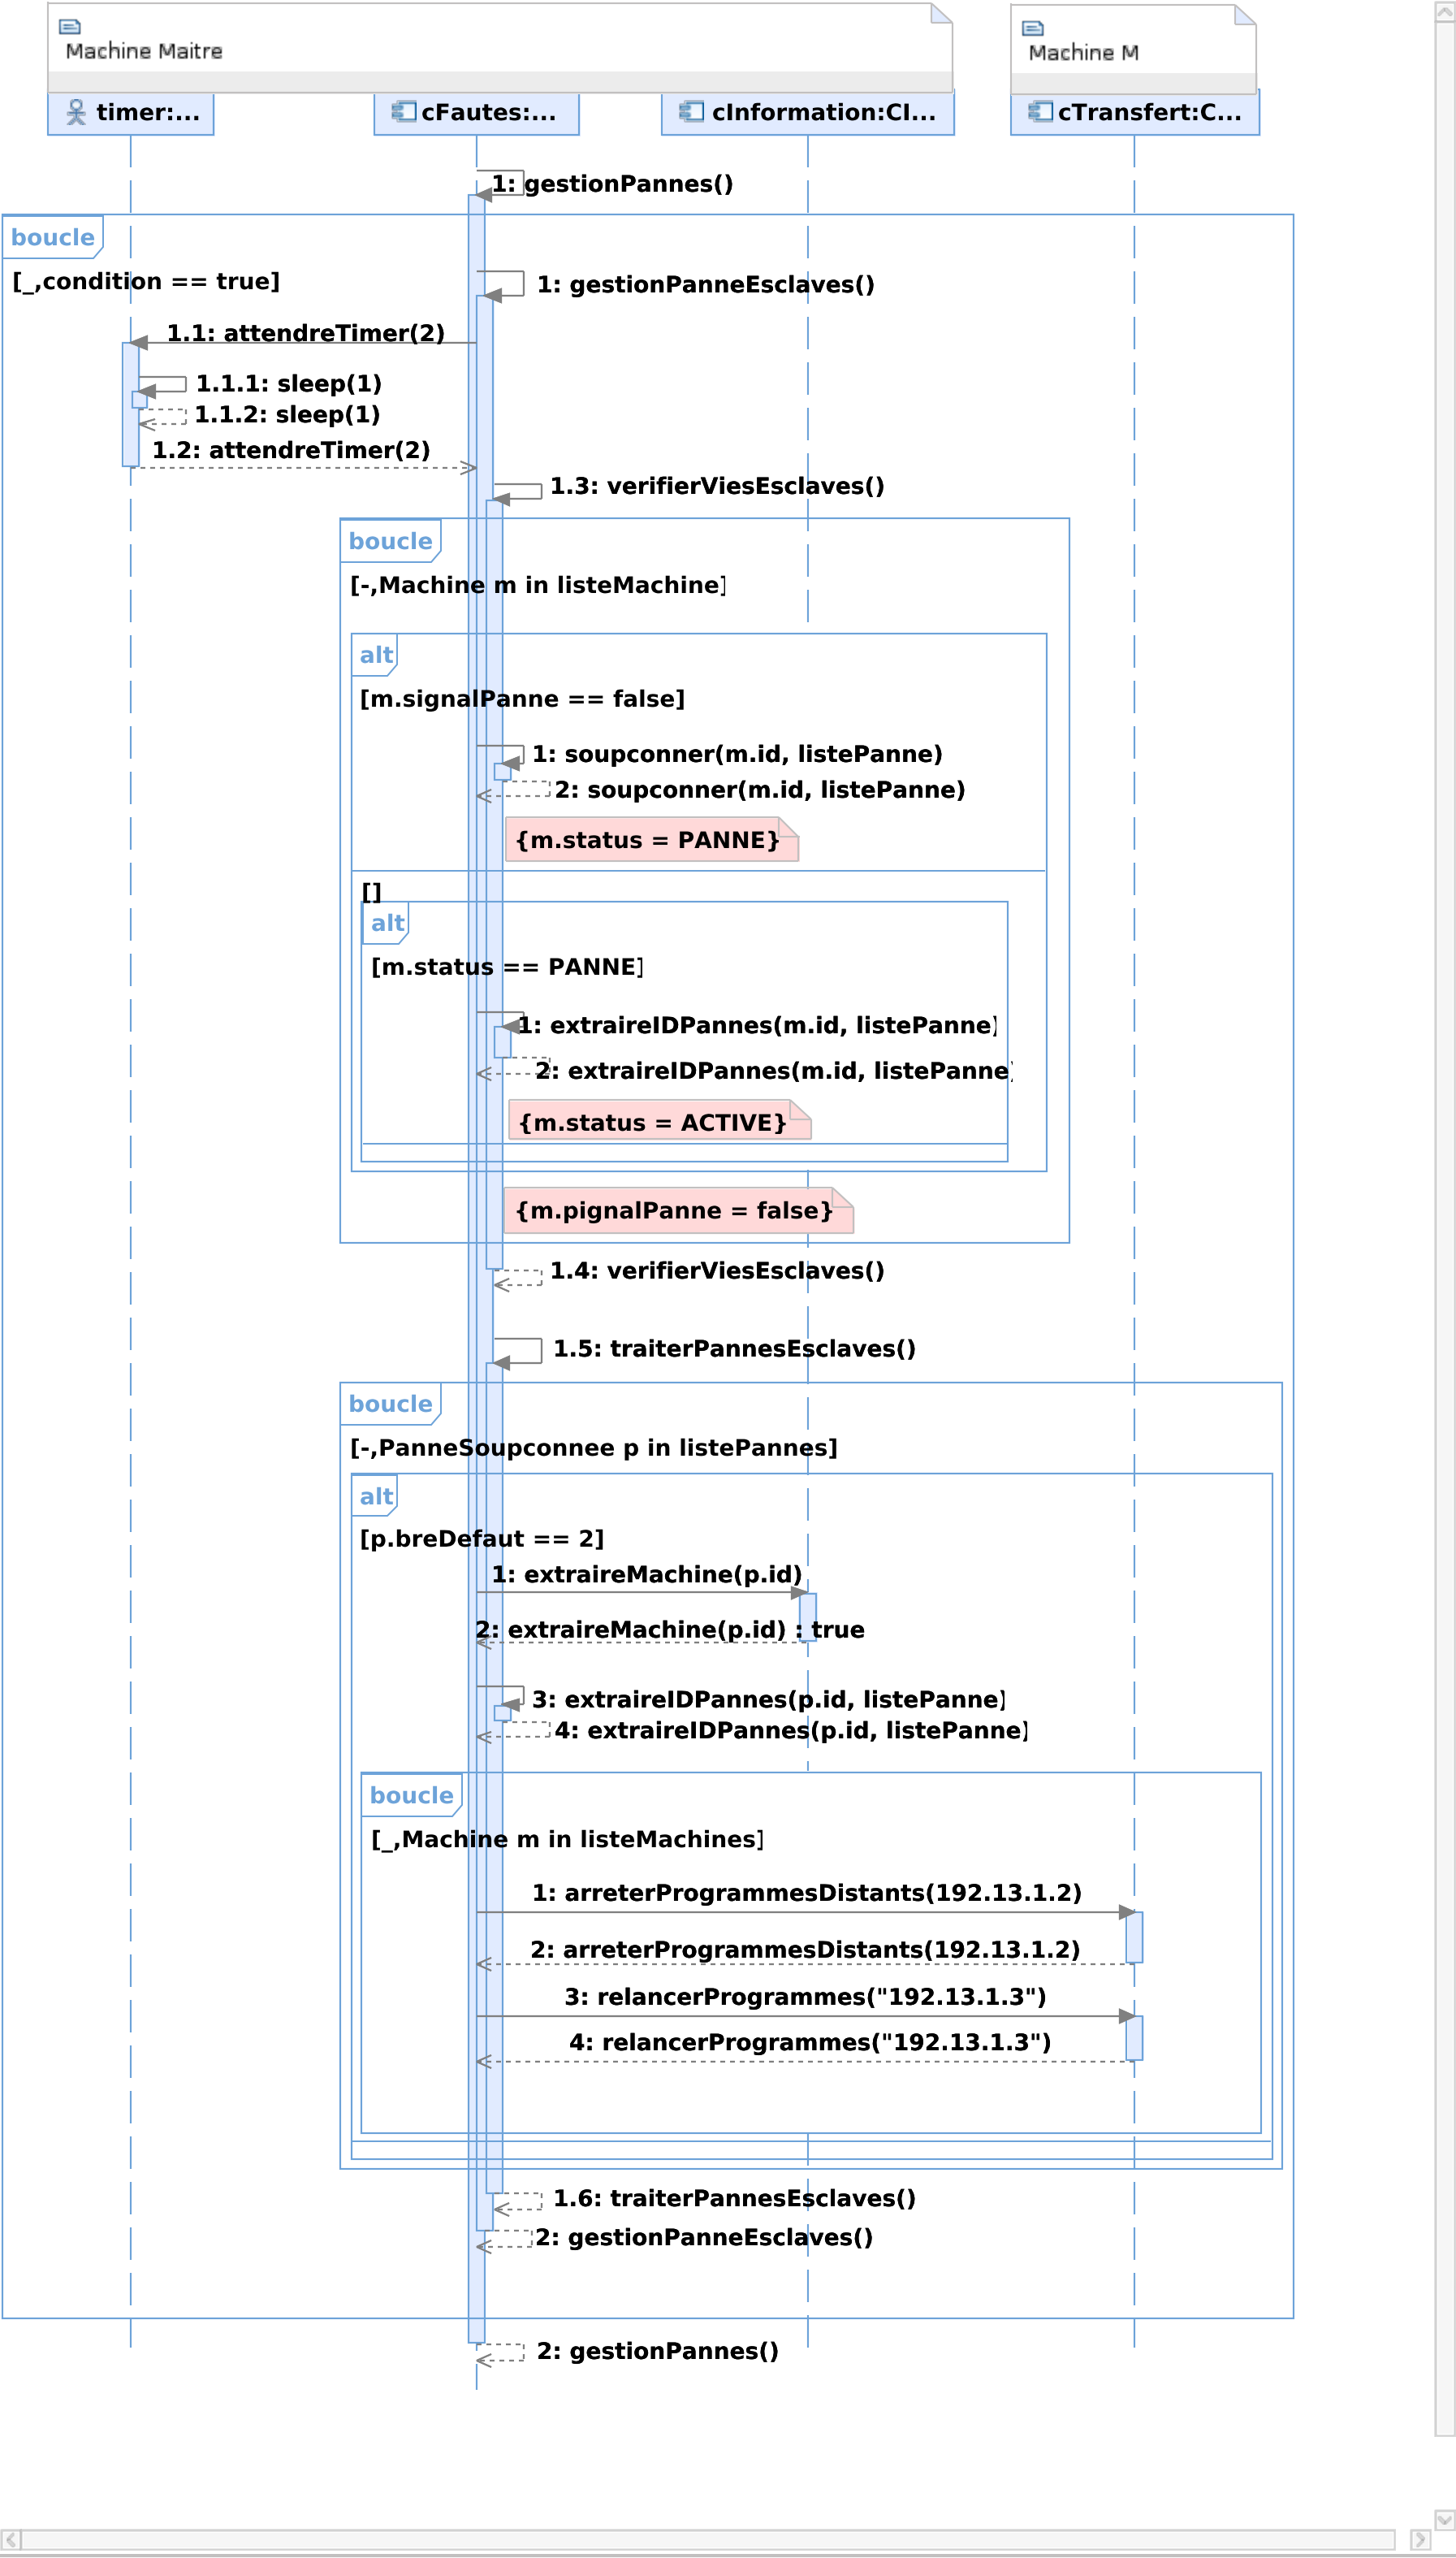 Machine Maitre
Machine M
timer:...
cFautes:...
cInformation:CI...
cTransfert:C...
1: gestionPannes()
boucle
[_,condition == true]
1: gestionPanneEsclaves()
1.1: attendreTimer(2)
1.1.1: sleep(1)
1.1.2: sleep(1)
1.2: attendreTimer(2)
1.3: verifierViesEsclaves()
boucle
[-,Machine m in listeMachine]
alt
[m.signalPanne == false]
1: soupconner(m.id, listePanne)
2: soupconner(m.id, listePanne)
{m.status = PANNE}
[]
alt
[m.status == PANNE]
1: extraireIDPannes(m.id, listePanne)
2: extraireIDPannes(m.id, listePanne)
{m.status = ACTIVE}
{m.pignalPanne = false}
1.4: verifierViesEsclaves()
1.5: traiterPannesEsclaves()
boucle
[-,PanneSoupconnee p in listePannes]
alt
[p.breDefaut == 2]
1: extraireMachine(p.id)
2: extraireMachine(p.id) : true
3: extraireIDPannes(p.id, listePanne)
4: extraireIDPannes(p.id, listePanne)
boucle
[_,Machine m in listeMachines]
1: arreterProgrammesDistants(192.13.1.2)
2: arreterProgrammesDistants(192.13.1.2)
3: relancerProgrammes("192.13.1.3")
4: relancerProgrammes("192.13.1.3")
1.6: traiterPannesEsclaves()
2: gestionPanneEsclaves()
2: gestionPannes()